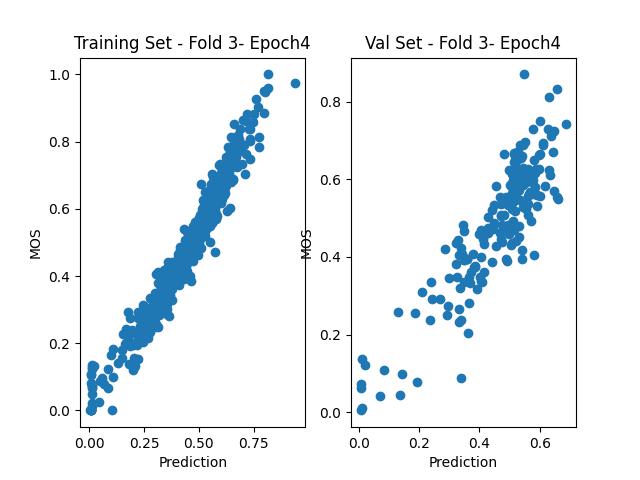 Training Set - Fold 3- Epoch4
1.0
0.8
0.6
0.4
0.2
0.0
MOS
0.00 0.25 0.50 0.75
Prediction
Val Set - Fold 3- Epoch4
0.8
0.6
0.4
0.2
0.0
MOS
0.0 0.2 0.4 0.6
Prediction